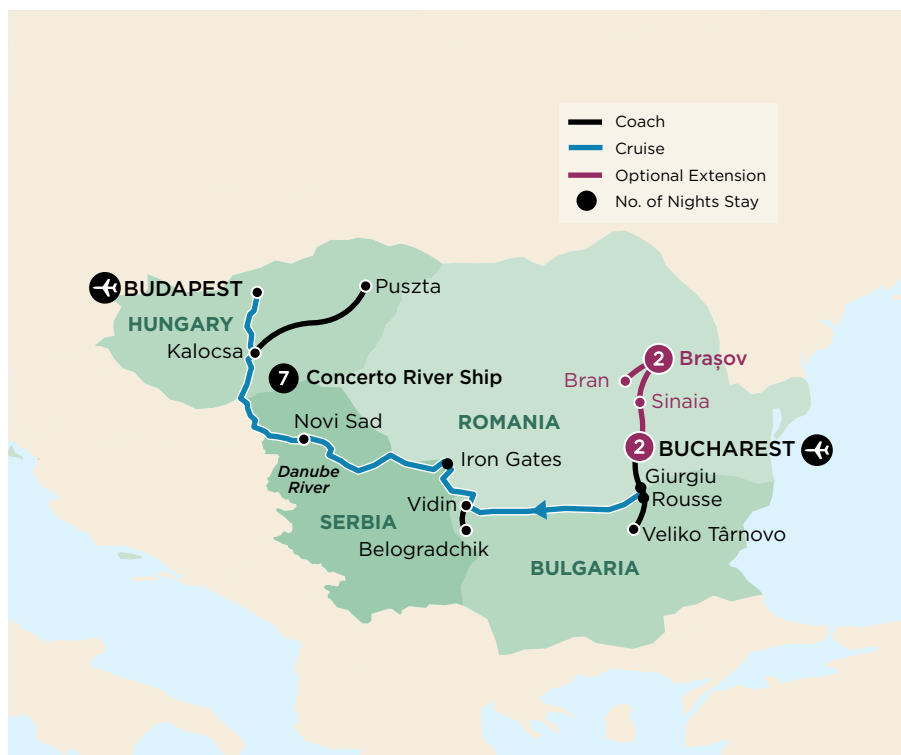 Coach
Cruise
Optional Extension
No. of Nights Stay
BUDAPEST
Puszta
HUNGARY
Kalocsa
2
Brașov
7
Concerto River Ship
Bran
Sinaia
Novi Sad
ROMANIA
2
BUCHAREST
Iron Gates
Danube
River
Giurgiu
Rousse
Vidin
SERBIA
Veliko Târnovo
Belogradchik
BULGARIA